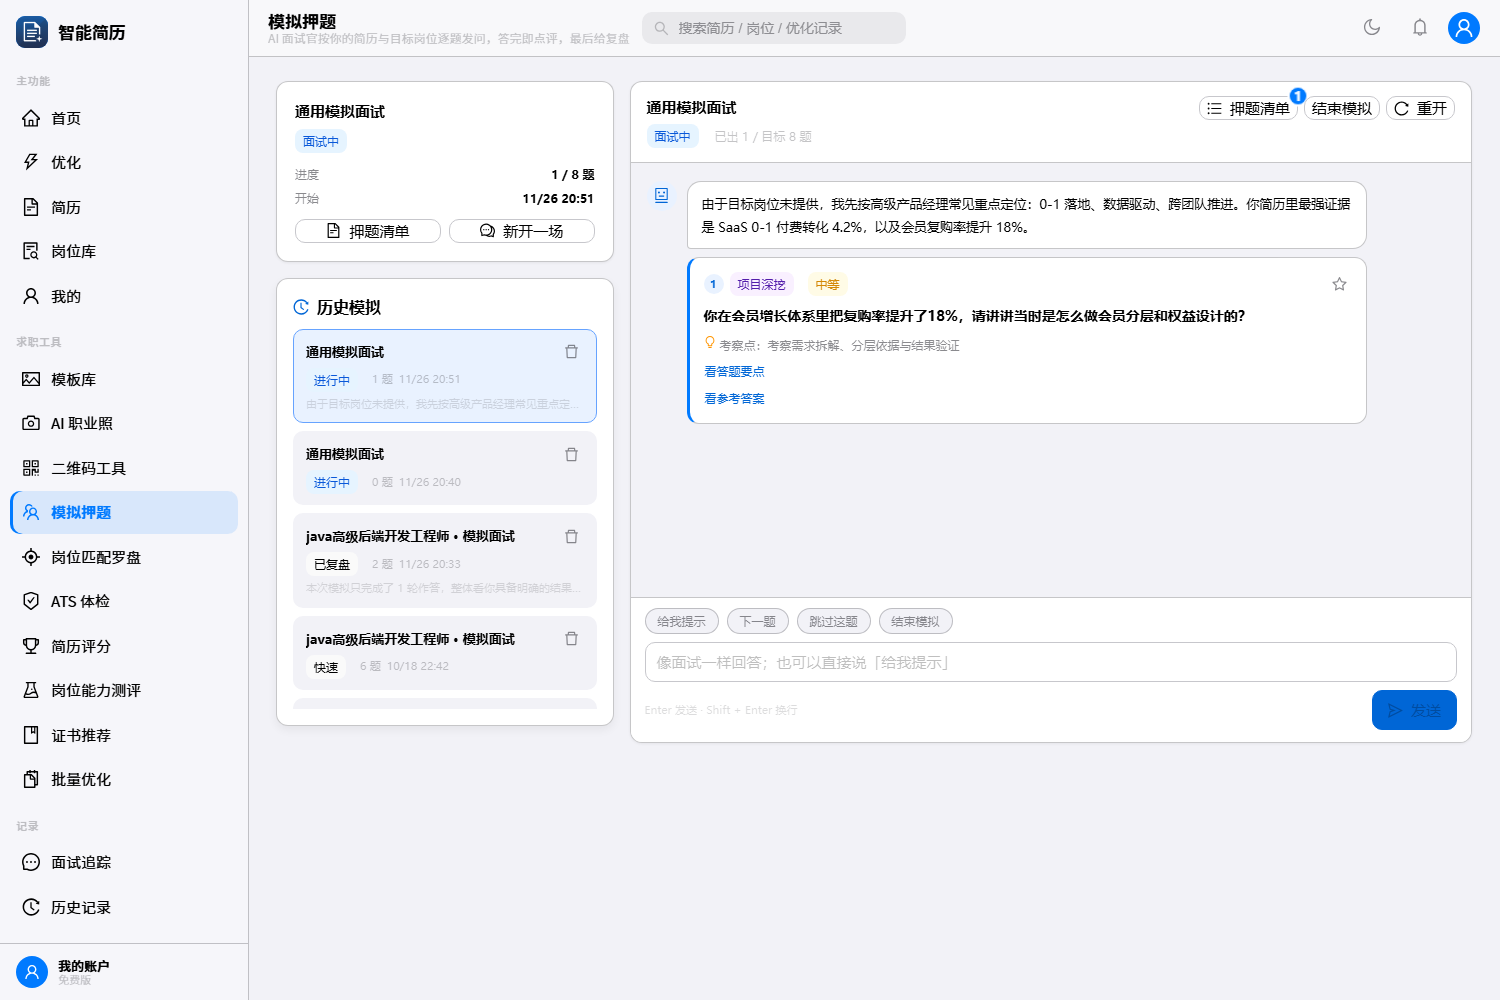 智能简历
主功能
首页
优化
简历
岗位库
我的
求职工具
模板库
AI 职业照
二维码工具
模拟押题
岗位匹配罗盘
ATS 体检
简历评分
岗位能力测评
证书推荐
批量优化
记录
面试追踪
历史记录
我的账户
免费版
模拟押题
AI 面试官按你的简历与目标岗位逐题发问，答完即点评，最后给复盘
搜索简历 / 岗位 / 优化记录
通用模拟面试
面试中
进度 1 / 8 题
开始 11/26 20:51
押题清单 新开一场
历史模拟
通用模拟面试
进行中 1 题 11/26 20:51
由于目标岗位未提供，我先按高级产品经理常见重点定...
通用模拟面试
进行中 0 题 11/26 20:40
java高级后端开发工程师 • 模拟面试
已复盘 2 题 11/26 20:33
本次模拟只完成了 1 轮作答，整体看你具备明确的结果...
java高级后端开发工程师 • 模拟面试
快速 6 题 10/18 22:42
通用模拟面试
面试中 已出 1 / 目标 8 题
押题清单 1 结束模拟 重开
由于目标岗位未提供，我先按高级产品经理常见重点定位：0-1 落地、数据驱动、跨团队推进。你简历里最强证据
是 SaaS 0-1 付费转化 4.2%，以及会员复购率提升 18%。
1 项目深挖 中等
你在会员增长体系里把复购率提升了18%，请讲讲当时是怎么做会员分层和权益设计的？
考察点：考察需求拆解、分层依据与结果验证
看答题要点
看参考答案
给我提示 下一题 跳过这题 结束模拟
像面试一样回答；也可以直接说「给我提示」
Enter 发送 · Shift + Enter 换行
发送